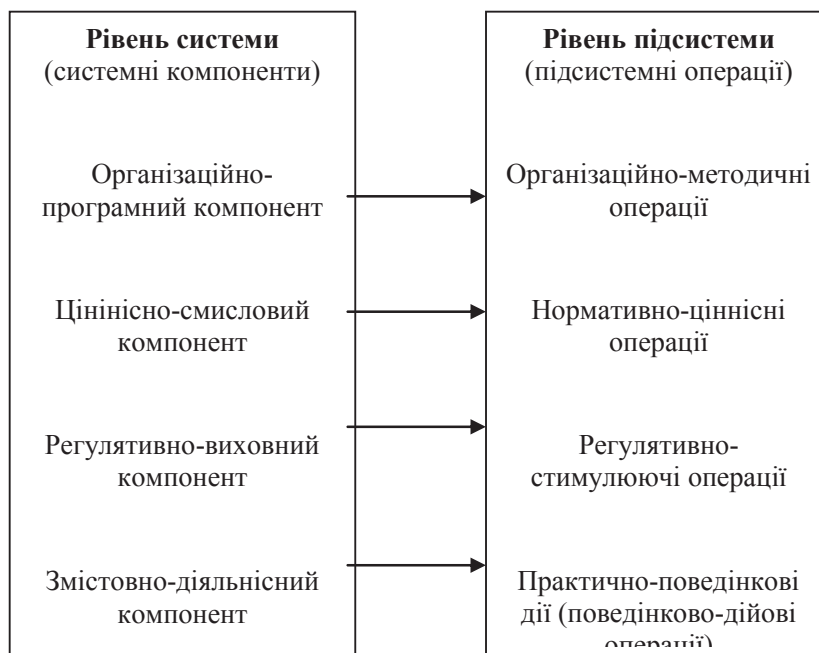 Рівень системи
(системні компоненти)
Організаційно-
програмний компонент
Цінінісно-смисловий
компонент
Регулятивно-виховний
компонент
Змістовно-діяльнісний
компонент
Рівень підсистеми
(підсистемні операції)
Організаційно-методичні
операції
Нормативно-ціннісні
операції
Регулятивно-
стимулюючі операції
Практично-поведінкові
дії (поведінково-дійові
операції)